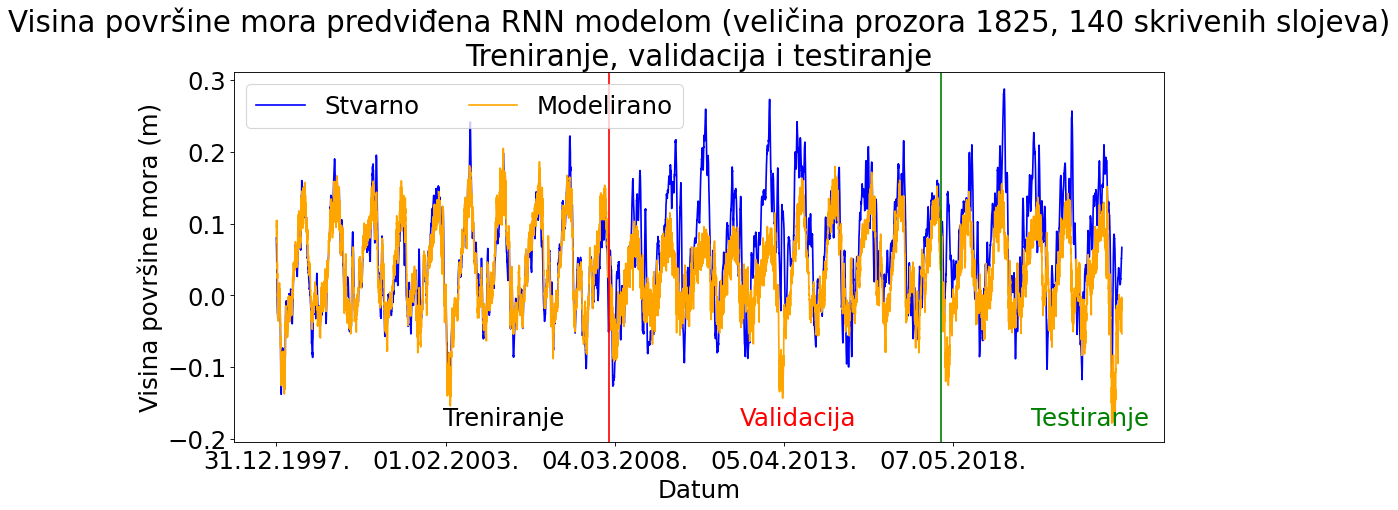 Visina površine mora predviđena RNN modelom (veličina prozora 1825, 140 skrivenih slojeva)
Treniranje, validacija i testiranje
Stvarno
Modelirano
Visina površine mora (m)
0.3
0.2
0.1
0.0
−0.1
−0.2
Treniranje
Validacija
Testiranje
31.12.1997.
01.02.2003.
04.03.2008.
05.04.2013.
07.05.2018.
Datum